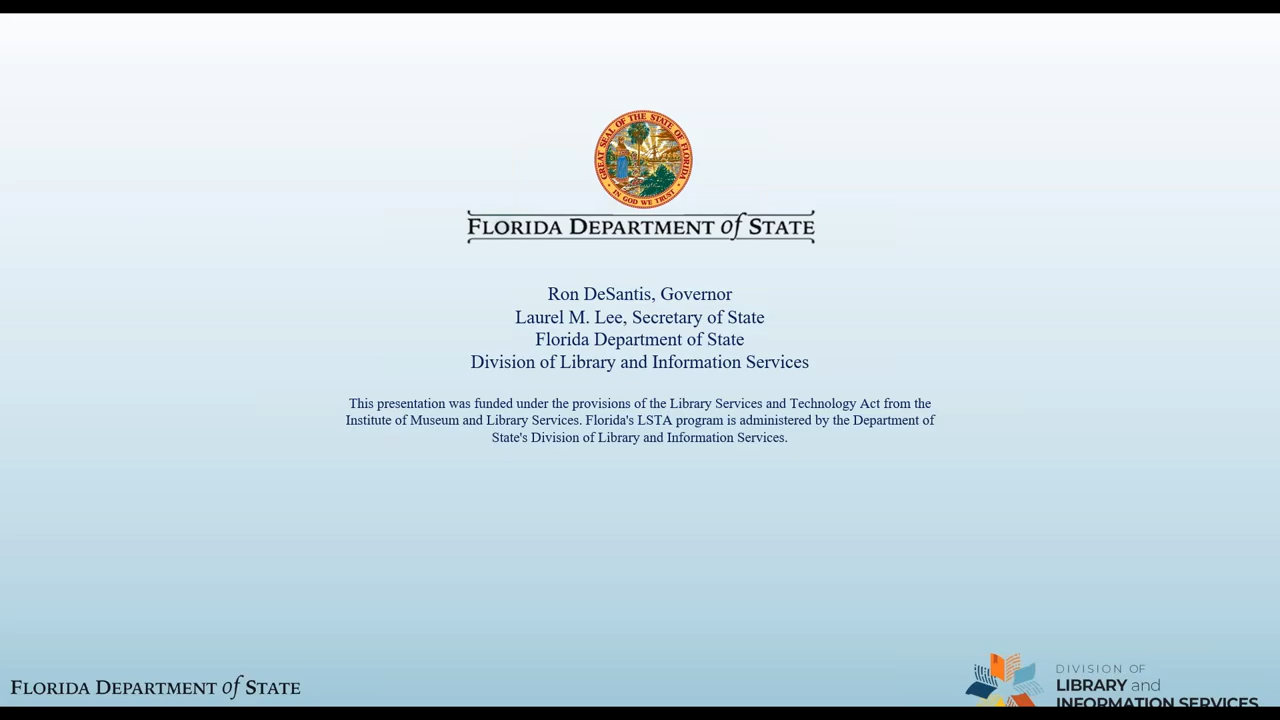 GREAT SEAL OF THE STATE OF FLORIDA
IN GOD WE TRUST
FLORIDA DEPARTMENT of STATE
Ron DeSantis, Governor
Laurel M. Lee, Secretary of State
Florida Department of State
Division of Library and Information Services
This presentation was funded under the provisions of the Library Services and Technology Act from the
Institute of Museum and Library Services. Florida's LSTA program is administered by the Department of
State's Division of Library and Information Services.
FLORIDA DEPARTMENT of STATE
DIVISION OF
LIBRARY and
INFORMATION SERVICES